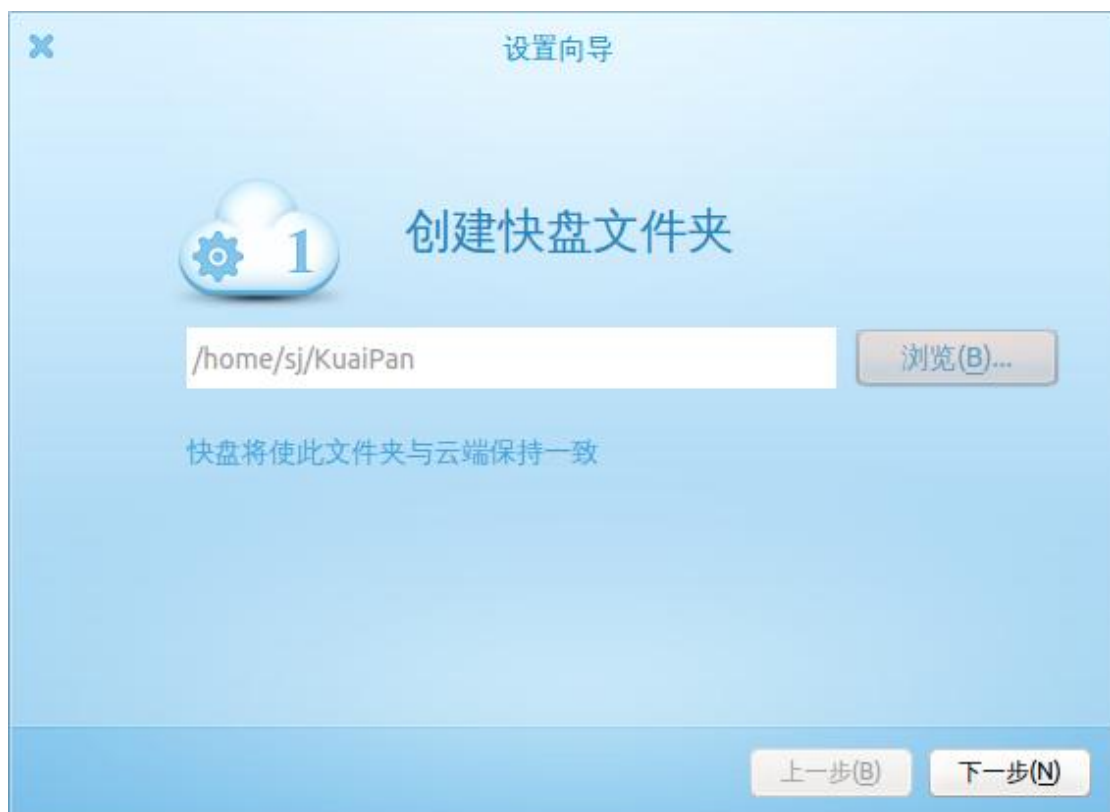 设置向导
1
创建快盘文件夹
/home/sj/KuaiPan
浏览(B)...
快盘将使此文件夹与云端保持一致
上一步(B)
下一步(N)